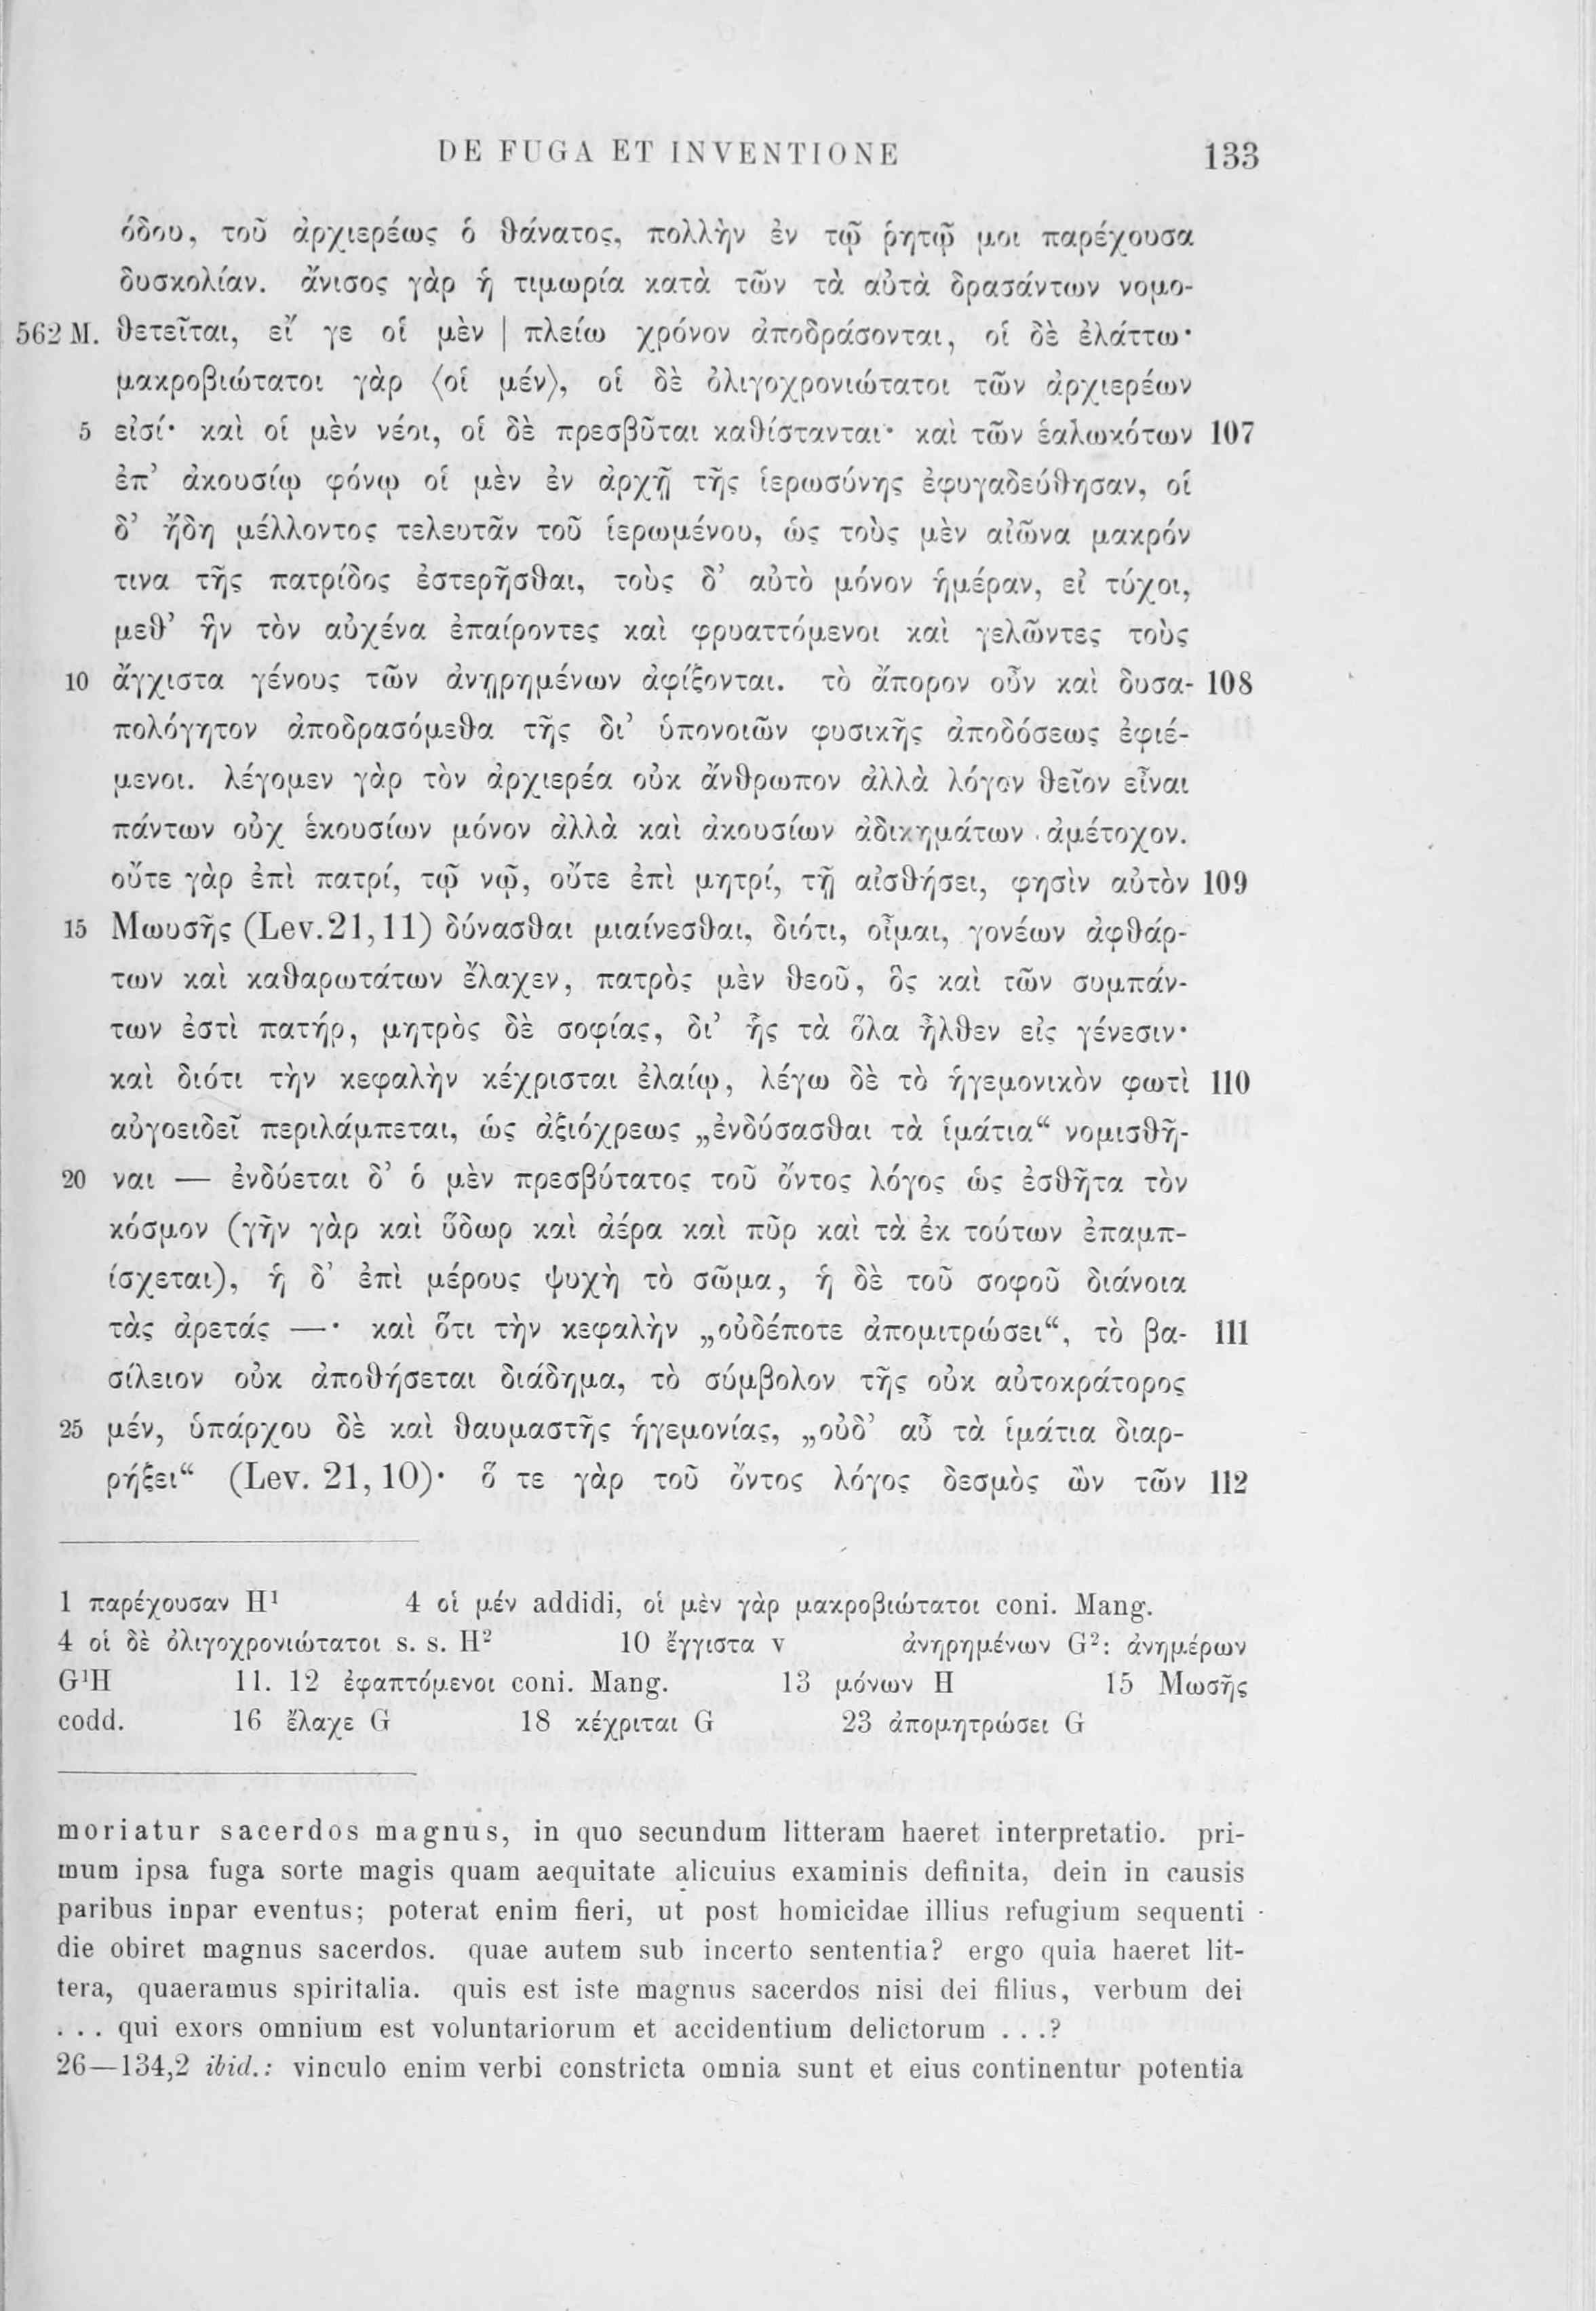 DE FUGA ET INVENTIONE 133
όδου, τοῦ ἀρχιερέως ὁ θάνατος, πολλὴν ἐν τῷ ῥητῷ μοι παρέχουσα
δυσκολίαν. ἄνισος γὰρ ἡ τιμωρία κατὰ τῶν τὰ αὐτὰ δρασάντων νομο-
562 M. θετεῖται, εἴ γε οἱ μὲν | πλείω χρόνον ἀποδράσονται, οἱ δὲ ἐλάττω·
μακροβιώτατοι γὰρ ⟨οἱ μέν⟩, οἱ δὲ ὀλιγοχρονιώτατοι τῶν ἀρχιερέων
5 εἰσί· καὶ οἱ μὲν νέοι, οἱ δὲ πρεσβῦται καθίστανται· καὶ τῶν ἑαλωκότων 107
ἐπ’ ἀκουσίῳ φόνῳ οἱ μὲν ἐν ἀρχῇ τῆς ἱερωσύνης ἐφυγαδεύθησαν, οἱ
δ’ ἤδη μέλλοντος τελευτᾶν τοῦ ἱερωμένου, ὡς τοὺς μὲν αἰῶνα μακρόν
τινα τῆς πατρίδος ἐστερῆσθαι, τοὺς δ’ αὐτὸ μόνον ἡμέραν, εἰ τύχοι,
μεθ’ ἣν τὸν αὐχένα ἐπαίροντες καὶ φρυαττόμενοι καὶ γελῶντες τοὺς
10 ἄγχιστα γένους τῶν ἀνῃρημένων ἀφίξονται. τὸ ἄπορον οὖν καὶ δυσα- 108
πολόγητον ἀποδρασόμεθα τῆς δι’ ὑπονοιῶν φυσικῆς ἀποδόσεως ἐφιέ-
μενοι. λέγομεν γὰρ τὸν ἀρχιερέα οὐκ ἄνθρωπον ἀλλὰ λόγον θεῖον εἶναι
πάντων οὐχ ἑκουσίων μόνον ἀλλὰ καὶ ἀκουσίων ἀδικημάτων ἀμέτοχον.
οὔτε γὰρ ἐπὶ πατρί, τῷ νῷ, οὔτε ἐπὶ μητρί, τῇ αἰσθήσει, φησὶν αὐτὸν 109
15 Μωυσῆς (Lev. 21, 11) δύνασθαι μιαίνεσθαι, διότι, οἶμαι, γονέων ἀφθάρ-
των καὶ καθαρωτάτων ἔλαχεν, πατρὸς μὲν θεοῦ, ὃς καὶ τῶν συμπάν-
των ἐστὶ πατήρ, μητρὸς δὲ σοφίας, δι’ ἧς τὰ ὅλα ἦλθεν εἰς γένεσιν·
καὶ διότι τὴν κεφαλὴν κέχρισται ἐλαίῳ, λέγω δὲ τὸ ἡγεμονικὸν φωτὶ 110
αὐγοειδεῖ περιλάμπεται, ὡς ἀξιόχρεως „ἐνδύσασθαι τὰ ἱμάτια“ νομισθῆ-
20 ναι — ἐνδύεται δ’ ὁ μὲν πρεσβύτατος τοῦ ὄντος λόγος ὡς ἐσθῆτα τὸν
κόσμον (γῆν γὰρ καὶ ὕδωρ καὶ ἀέρα καὶ πῦρ καὶ τὰ ἐκ τούτων ἐπαμπ-
ίσχεται), ἡ δ’ ἐπὶ μέρους ψυχὴ τὸ σῶμα, ἡ δὲ τοῦ σοφοῦ διάνοια
τὰς ἀρετάς —· καὶ ὅτι τὴν κεφαλὴν „οὐδέποτε ἀπομιτρώσει“, τὸ βα- 111
σίλειον οὐκ ἀποθήσεται διάδημα, τὸ σύμβολον τῆς οὐκ αὐτοκράτορος
25 μέν, ὑπάρχου δὲ καὶ θαυμαστῆς ἡγεμονίας, „οὐδ’ αὖ τὰ ἱμάτια διαρ-
ρήξει“ (Lev. 21, 10)· ὅ τε γὰρ τοῦ ὄντος λόγος δεσμὸς ὢν τῶν 112
1 παρέχουσαν H¹ 4 οἱ μέν addidi, οἱ μὲν γὰρ μακροβιώτατοι coni. Mang.
4 οἱ δὲ ὀλιγοχρονιώτατοι s. s. H² 10 ἔγγιστα v ἀνῃρημένων G²: ἀνημέρων
G¹H 11. 12 ἐφαπτόμενοι coni. Mang. 13 μόνων H 15 Μωσῆς
codd. 16 ἔλαχε G 18 κέχριται G 23 ἀπομητρώσει G
moriatur sacerdos magnus, in quo secundum litteram haeret interpretatio. pri-
mum ipsa fuga sorte magis quam aequitate alicuius examinis definita, dein in causis
paribus inpar eventus; poterat enim fieri, ut post homicidae illius refugium sequenti
die obiret magnus sacerdos. quae autem sub incerto sententia? ergo quia haeret lit-
tera, quaeramus spiritalia. quis est iste magnus sacerdos nisi dei filius, verbum dei
. . . qui exors omnium est voluntariorum et accidentium delictorum . . .?
26—134,2 ibid.: vinculo enim verbi constricta omnia sunt et eius continentur potentia